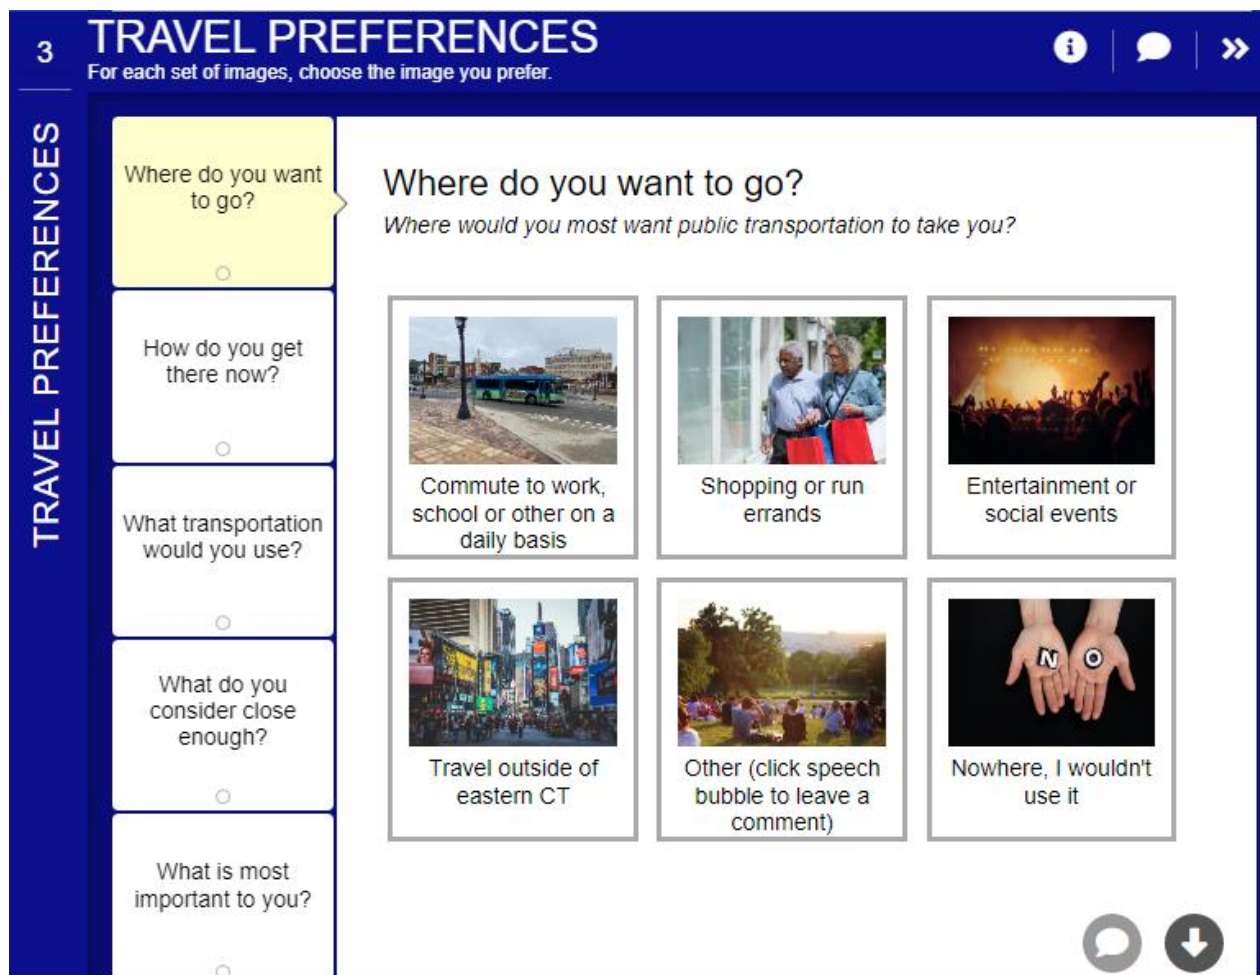 3
TRAVEL PREFERENCES
For each set of images, choose the image you prefer.
TRAVEL PREFERENCES
Where do you want
to go?
How do you get
there now?
What transportation
would you use?
What do you
consider close
enough?
What is most
important to you?
Where do you want to go?
Where would you most want public transportation to take you?
Commute to work,
school or other on a
daily basis
Shopping or run
errands
Entertainment or
social events
Travel outside of
eastern CT
Other (click speech
bubble to leave a
comment)
NO
Nowhere, I wouldn't
use it